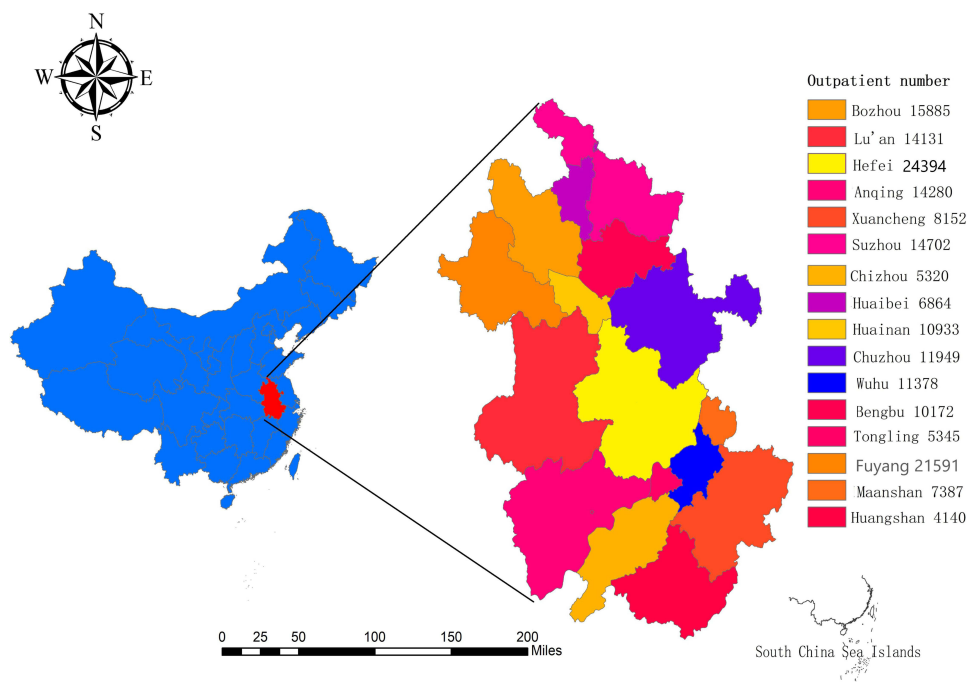 N
W E
S
Outpatient number
Bozhou 15885
Lu'an 14131
Hefei 24394
Anqing 14280
Xuancheng 8152
Suzhou 14702
Chizhou 5320
Huaibei 6864
Huainan 10933
Chuzhou 11949
Wuhu 11378
Bengbu 10172
Tongling 5345
Fuyang 21591
Maanshan 7387
Huangshan 4140
0 25 50 100 150 200
Miles
South China Sea Islands